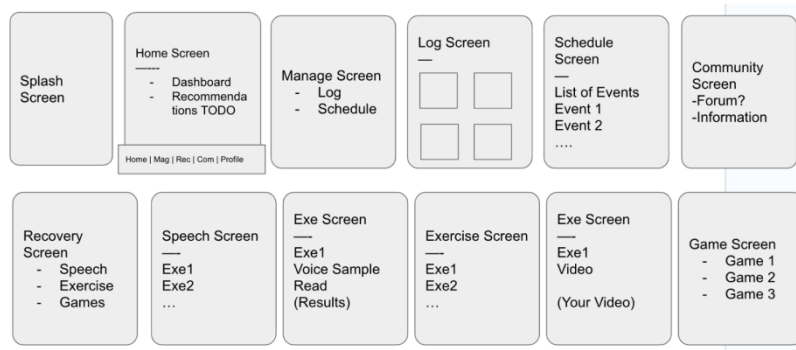 Splash
Screen
Home Screen
-----
- Dashboard
- Recommenda
tions TODO
Home | Mag | Rec | Com | Profile
Manage Screen
- Log
- Schedule
Log Screen
—
Schedule
Screen
—
List of Events
Event 1
Event 2
....
Community
Screen
-Forum?
-Information
Recovery
Screen
- Speech
- Exercise
- Games
Speech Screen
—-
Exe1
Exe2
...
Exe Screen
—-
Exe1
Voice Sample
Read
(Results)
Exercise Screen
—-
Exe1
Exe2
...
Exe Screen
—-
Exe1
Video
(Your Video)
Game Screen
- Game 1
- Game 2
- Game 3